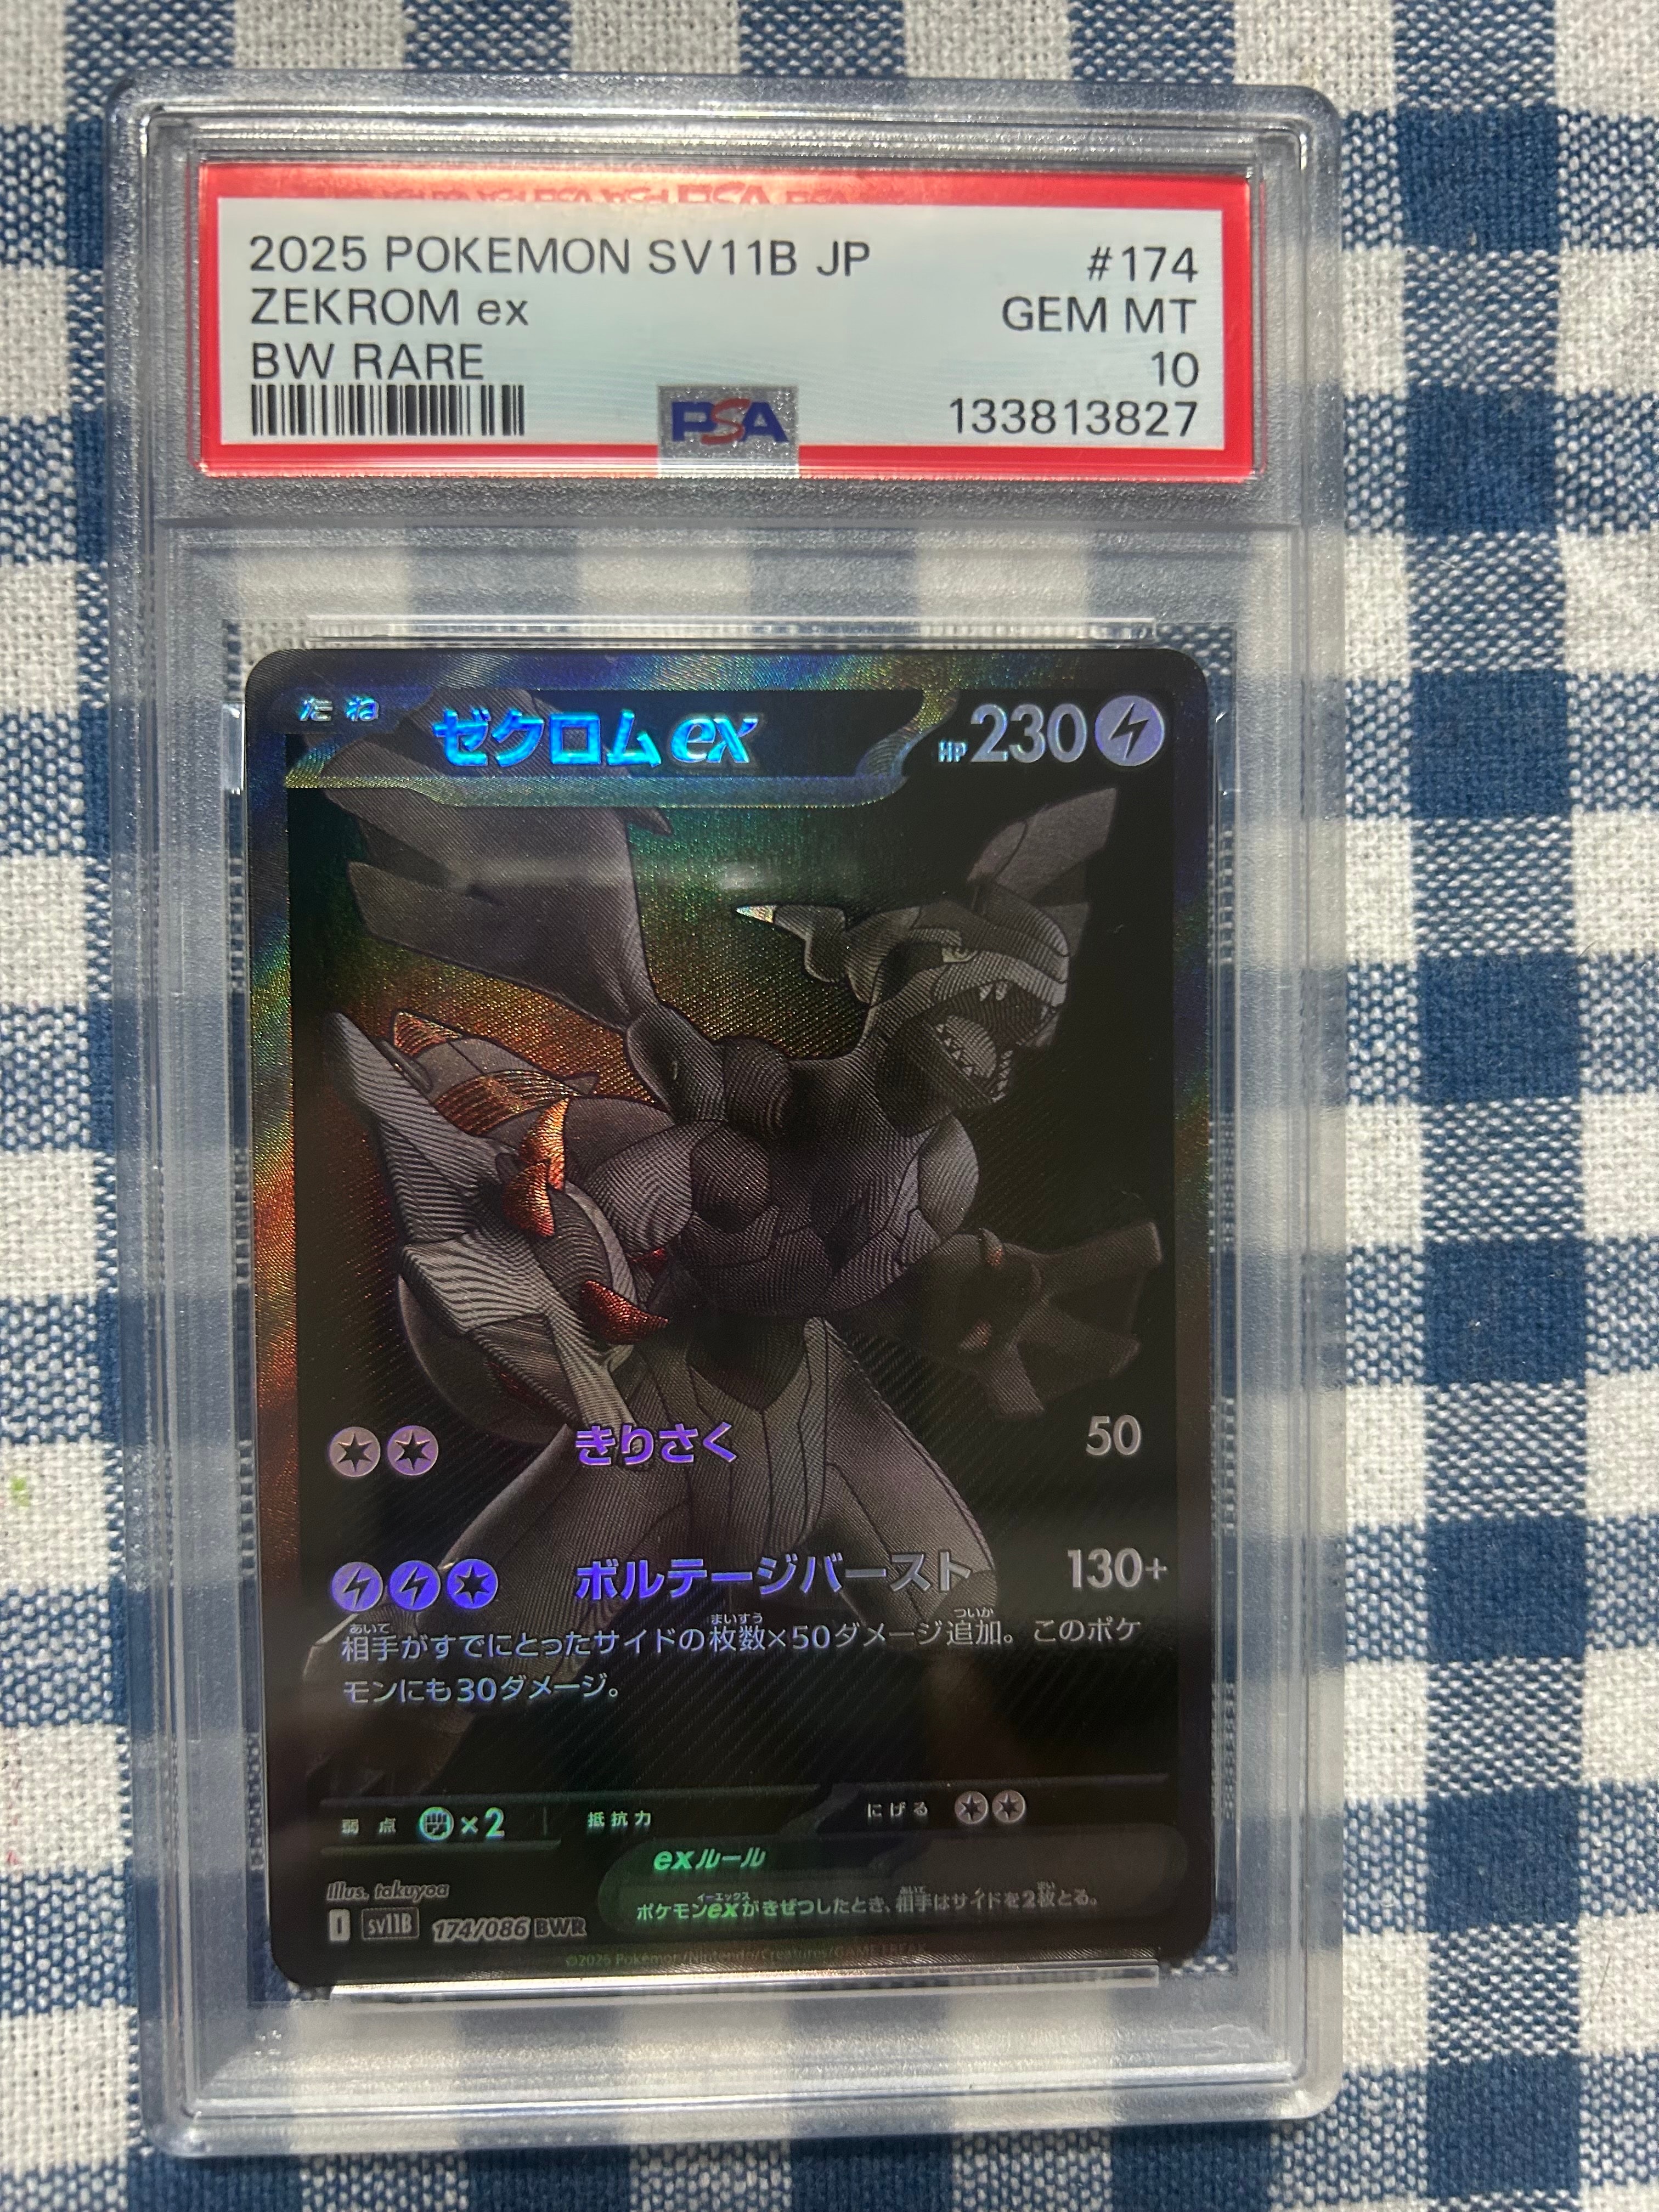 2025 POKEMON SV11B JP #174
ZEKROM ex GEM MT
BW RARE 10
PSA 133813827
たね ゼクロムex HP230
きりさく 50
ボルテージバースト 130+
相手がすでにとったサイドの枚数×50ダメージ追加。このポケ
モンにも30ダメージ。
弱点 ×2 抵抗力 にげる
exルール
ポケモンexがきぜつしたとき、相手はサイドを2枚とる。
Illus. takuyoa
I SV11B 174/086 BWR
©2025 Pokémon/Nintendo/Creatures/GAME FREAK